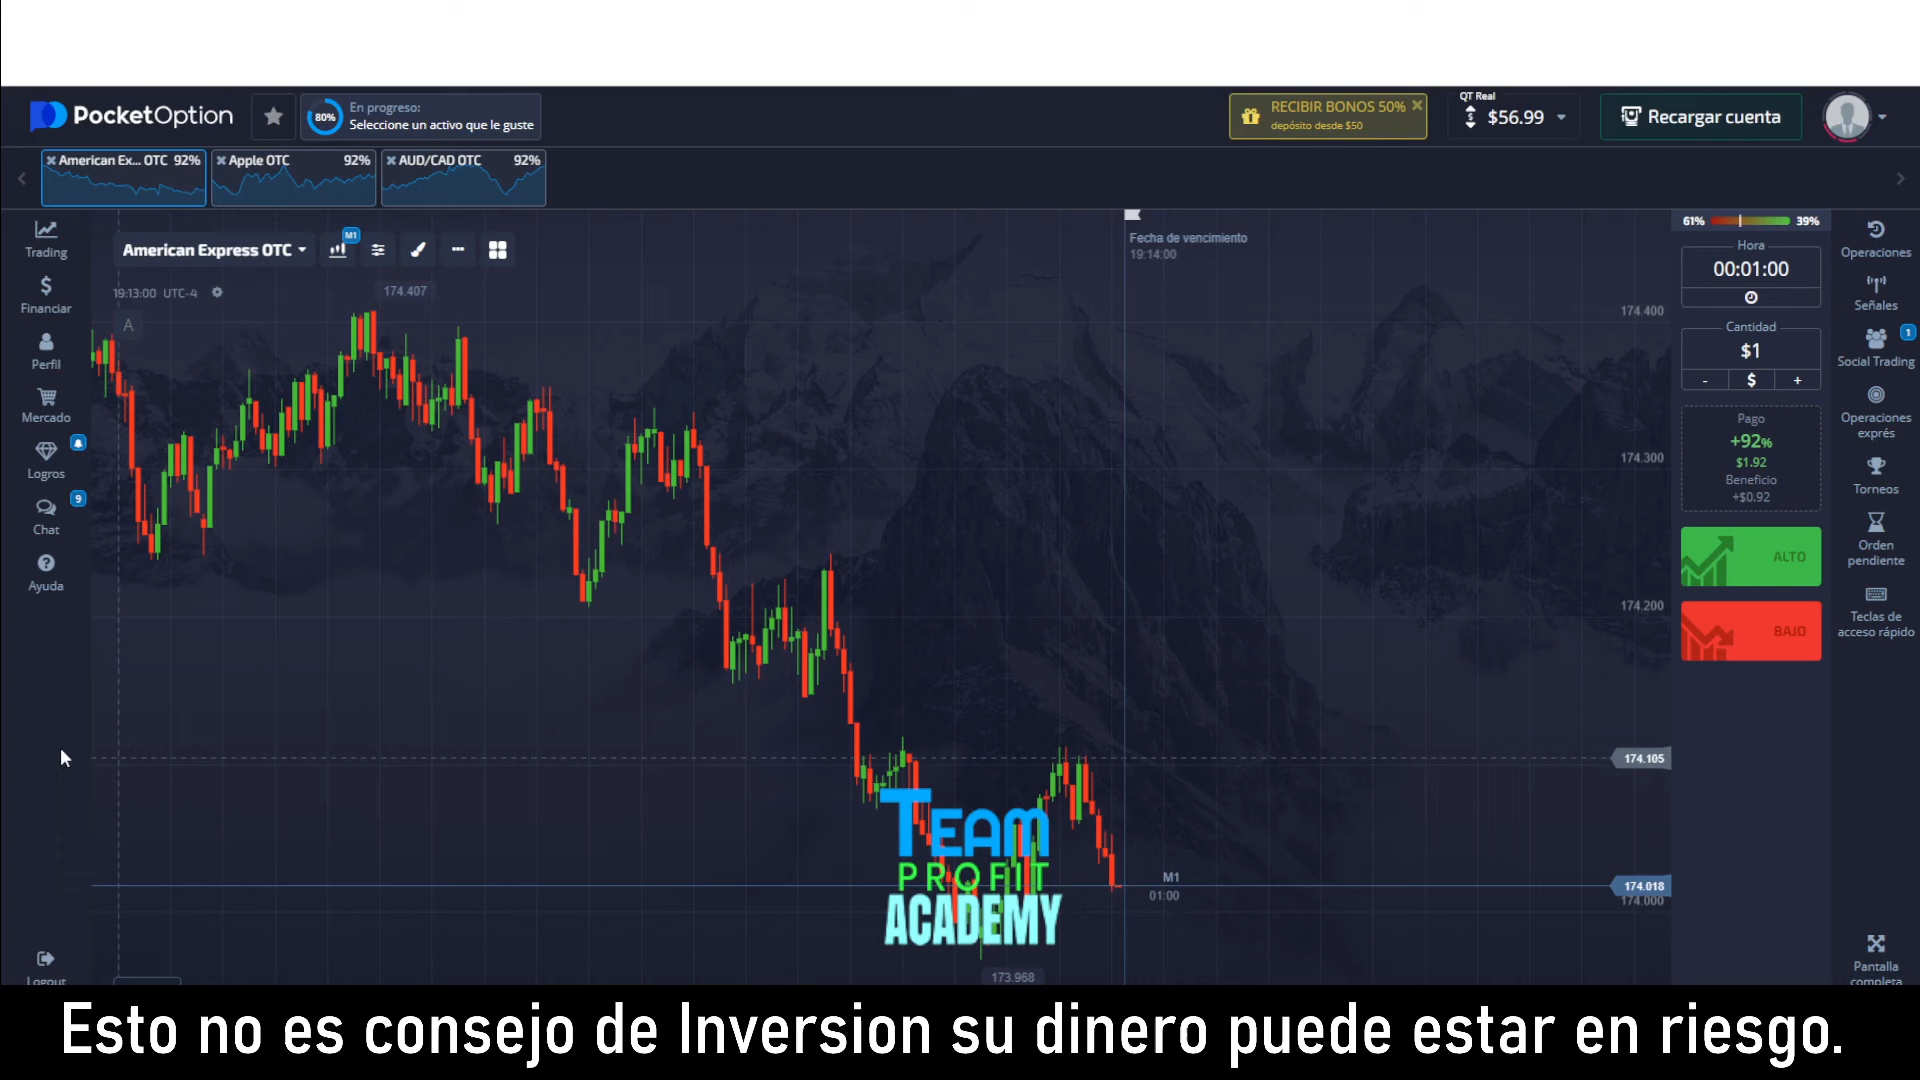 PocketOption
80%
En progreso:
Seleccione un activo que le guste
RECIBIR BONOS 50%
depósito desde $50
QT Real
$56.99
Recargar cuenta
American Ex... OTC 92%
Apple OTC 92%
AUD/CAD OTC 92%
Trading
Financiar
Perfil
Mercado
Logros
Chat
9
Ayuda
Logout
American Express OTC
M1
19:13:00 UTC-4
A
174.407
Fecha de vencimiento
19:14:00
174.400
174.300
174.200
174.105
174.018
174.000
M1
01:00
173.968
TEAM
PROFIT
ACADEMY
61% 39%
Hora
00:01:00
Cantidad
$1
- $ +
Pago
+92%
$1.92
Beneficio
+$0.92
ALTO
BAJO
Operaciones
Señales
1
Social Trading
Operaciones
exprés
Torneos
Orden
pendiente
Teclas de
acceso rápido
Pantalla
completa
Esto no es consejo de Inversion su dinero puede estar en riesgo.